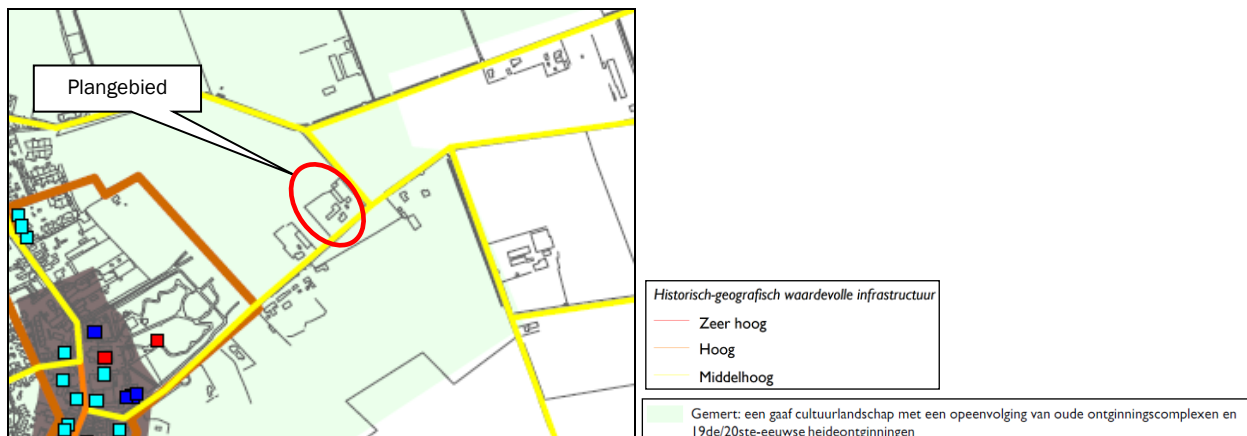 Plangebied
Historisch-geografisch waardevolle infrastructuur
Zeer hoog
Hoog
Middelhoog
Gemert: een gaaf cultuurlandschap met een opeenvolging van oude ontginningscomplexen en
19de/20ste-eeuwse heideontginningen